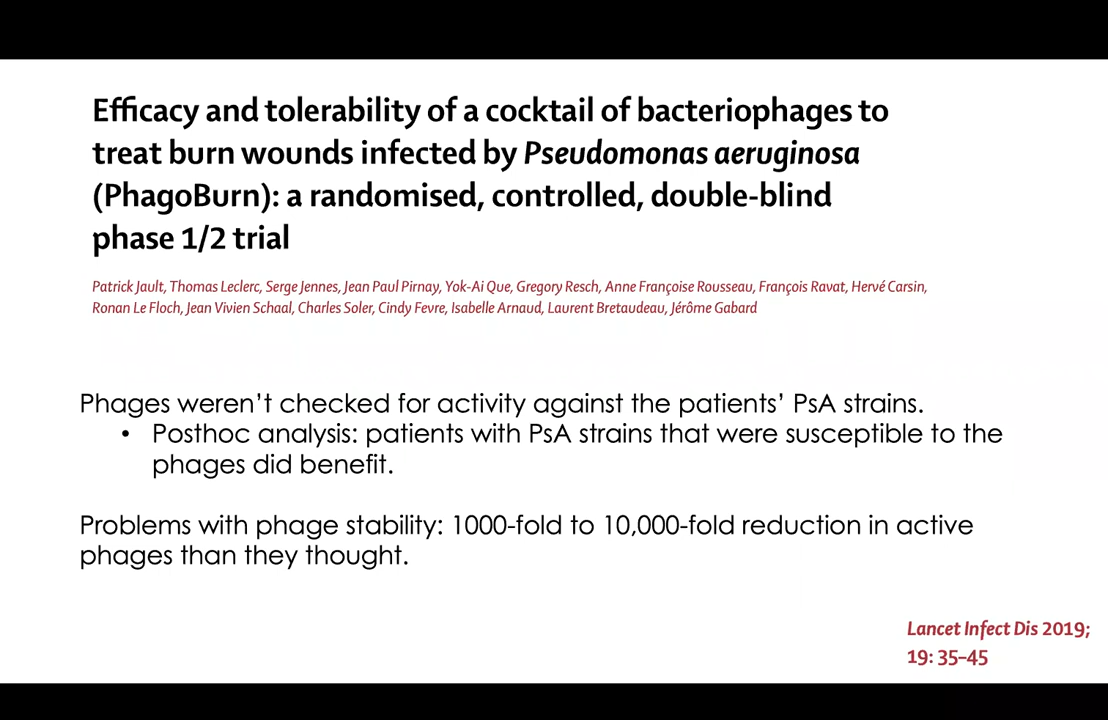 Efficacy and tolerability of a cocktail of bacteriophages to
treat burn wounds infected by Pseudomonas aeruginosa
(PhagoBurn): a randomised, controlled, double-blind
phase 1/2 trial
Patrick Jault, Thomas Leclerc, Serge Jennes, Jean Paul Pirnay, Yok-Ai Que, Gregory Resch, Anne Françoise Rousseau, François Ravat, Hervé Carsin,
Ronan Le Floch, Jean Vivien Schaal, Charles Soler, Cindy Fevre, Isabelle Arnaud, Laurent Bretaudeau, Jérôme Gabard
Phages weren't checked for activity against the patients' PsA strains.
• Posthoc analysis: patients with PsA strains that were susceptible to the
phages did benefit.
Problems with phage stability: 1000-fold to 10,000-fold reduction in active
phages than they thought.
Lancet Infect Dis 2019;
19: 35–45